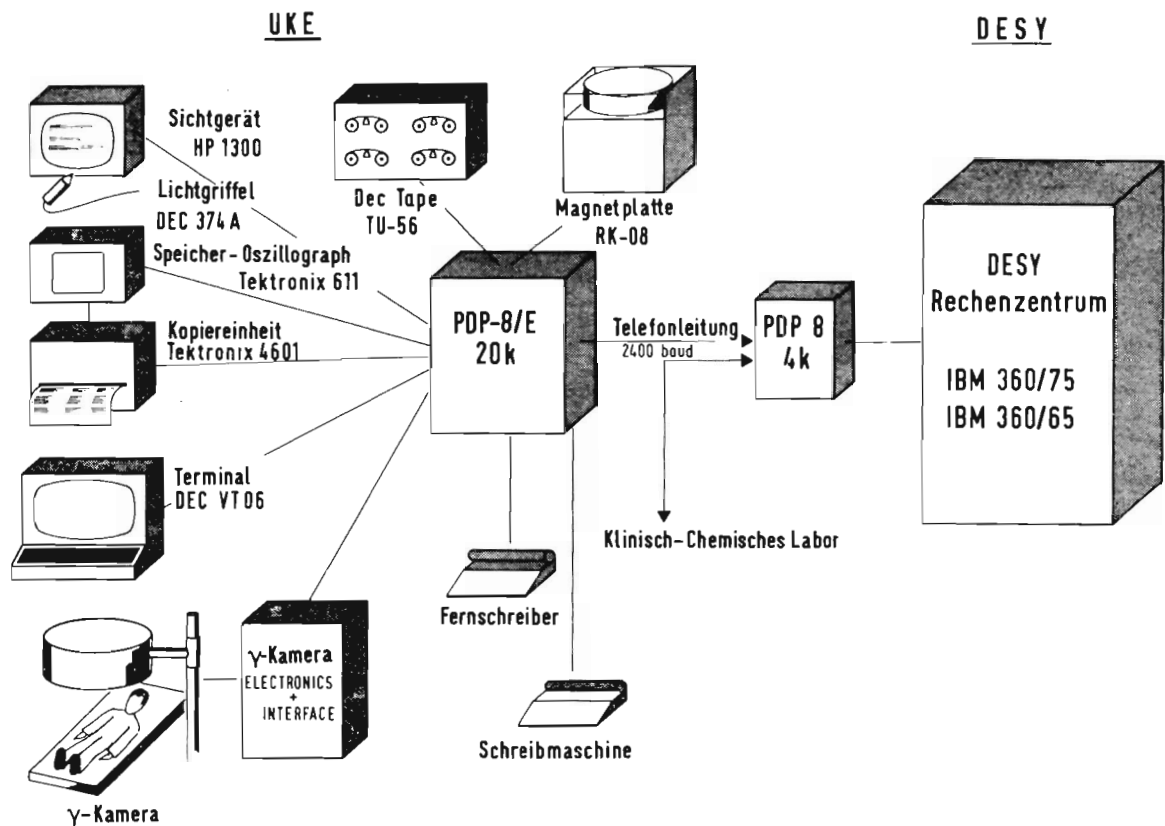 UKE
DESY
Sichtgerät
HP 1300
Lichtgriffel
DEC 374 A
Speicher-Oszillograph
Tektronix 611
Kopiereinheit
Tektronix 4601
Terminal
DEC VT06
Dec Tape
TU-56
Magnetplatte
RK-08
PDP-8/E
20k
Telefonleitung
2400 baud
PDP 8
4k
DESY
Rechenzentrum
IBM 360/75
IBM 360/65
Klinisch-Chemisches Labor
Fernschreiber
Schreibmaschine
γ-Kamera
ELECTRONICS
+
INTERFACE
γ-Kamera